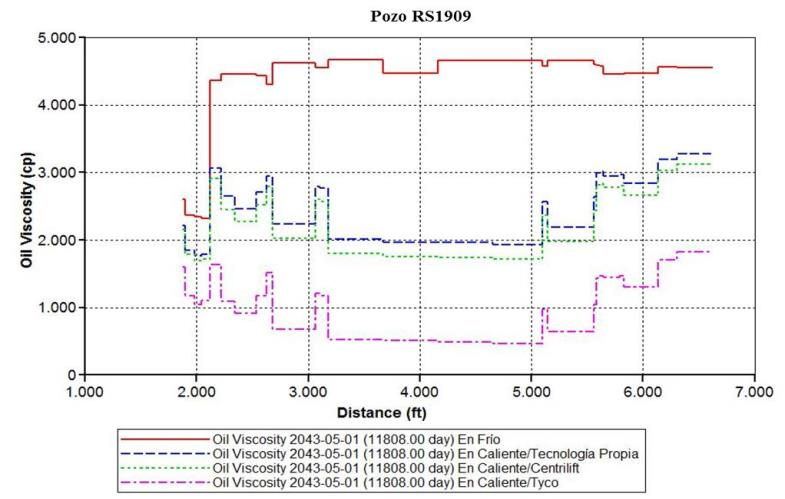 Pozo RS1909
5.000
4.000
3.000
2.000
1.000
0
Oil Viscosity (cp)
1.000 2.000 3.000 4.000 5.000 6.000 7.000
Distance (ft)
Oil Viscosity 2043-05-01 (11808.00 day) En Frío
Oil Viscosity 2043-05-01 (11808.00 day) En Caliente/Tecnología Propia
Oil Viscosity 2043-05-01 (11808.00 day) En Caliente/Centrilift
Oil Viscosity 2043-05-01 (11808.00 day) En Caliente/Tyco